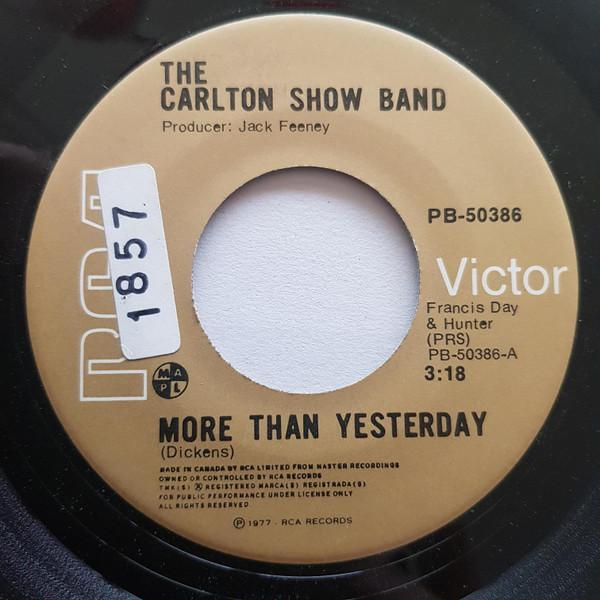 THE
CARLTON SHOW BAND
Producer: Jack Feeney
RCA
1857
PB-50386
Victor
Francis Day
& Hunter
(PRS)
PB-50386-A
3:18
M A
P L
MORE THAN YESTERDAY
(Dickens)
MADE IN CANADA BY RCA LIMITED FROM MASTER RECORDINGS
OWNED OR CONTROLLED BY RCA RECORDS
TMK(S) ® REGISTERED MARCA(S) REGISTRADA(S)
FOR PUBLIC PERFORMANCE UNDER LICENSE ONLY
ALL RIGHTS RESERVED
℗ 1977 - RCA RECORDS